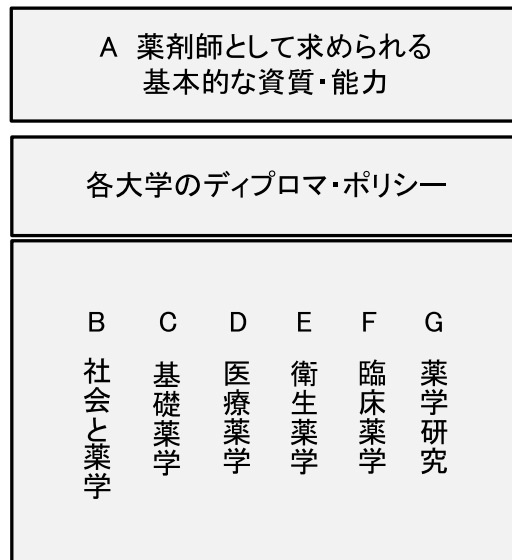 A 薬剤師として求められる
基本的な資質・能力
各大学のディプロマ・ポリシー
B 社会と薬学
C 基礎薬学
D 医療薬学
E 衛生薬学
F 臨床薬学
G 薬学研究